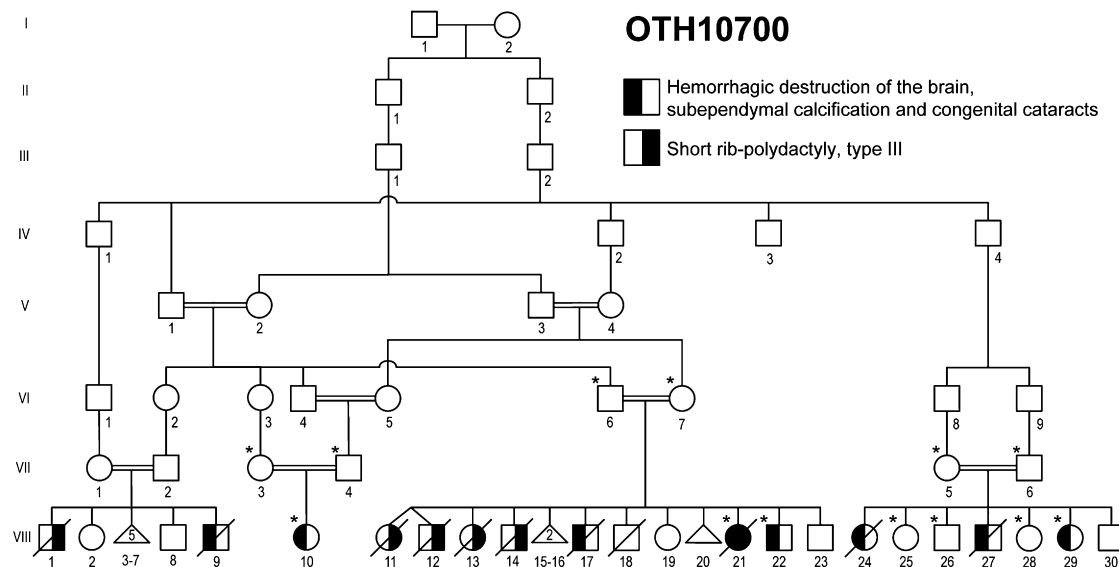 OTH10700
Hemorrhagic destruction of the brain,
subependymal calcification and congenital cataracts
Short rib-polydactyly, type III
I
1 2
II
1 2
III
1 2
IV
1 2 3 4
V
1 2 3 4
VI
* *
1 2 3 4 5 6 7 8 9
VII
* * * *
1 2 3 4 5 6
VIII
* * * * * * *
5 2
1 2 3-7 8 9 10 11 12 13 14 15-16 17 18 19 20 21 22 23 24 25 26 27 28 29 30